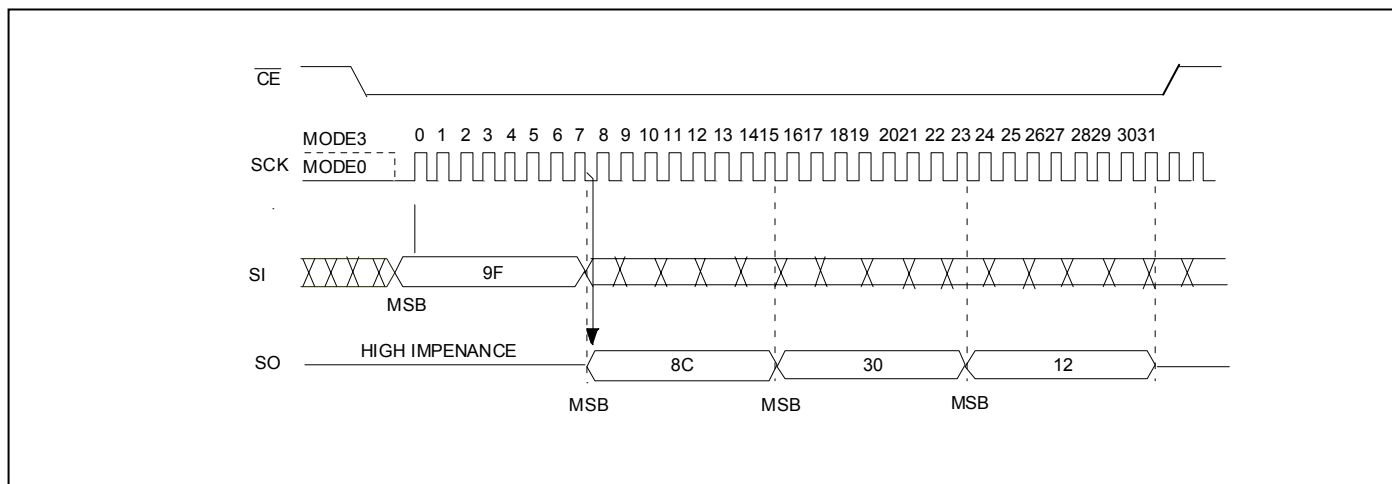 CE
MODE3 0 1 2 3 4 5 6 7 8 9 10 11 12 13 1415 1617 1819 2021 22 23 24 25 2627 2829 3031
SCK MODE0
SI 9F
MSB
HIGH IMPENANCE
SO 8C 30 12
MSB MSB MSB